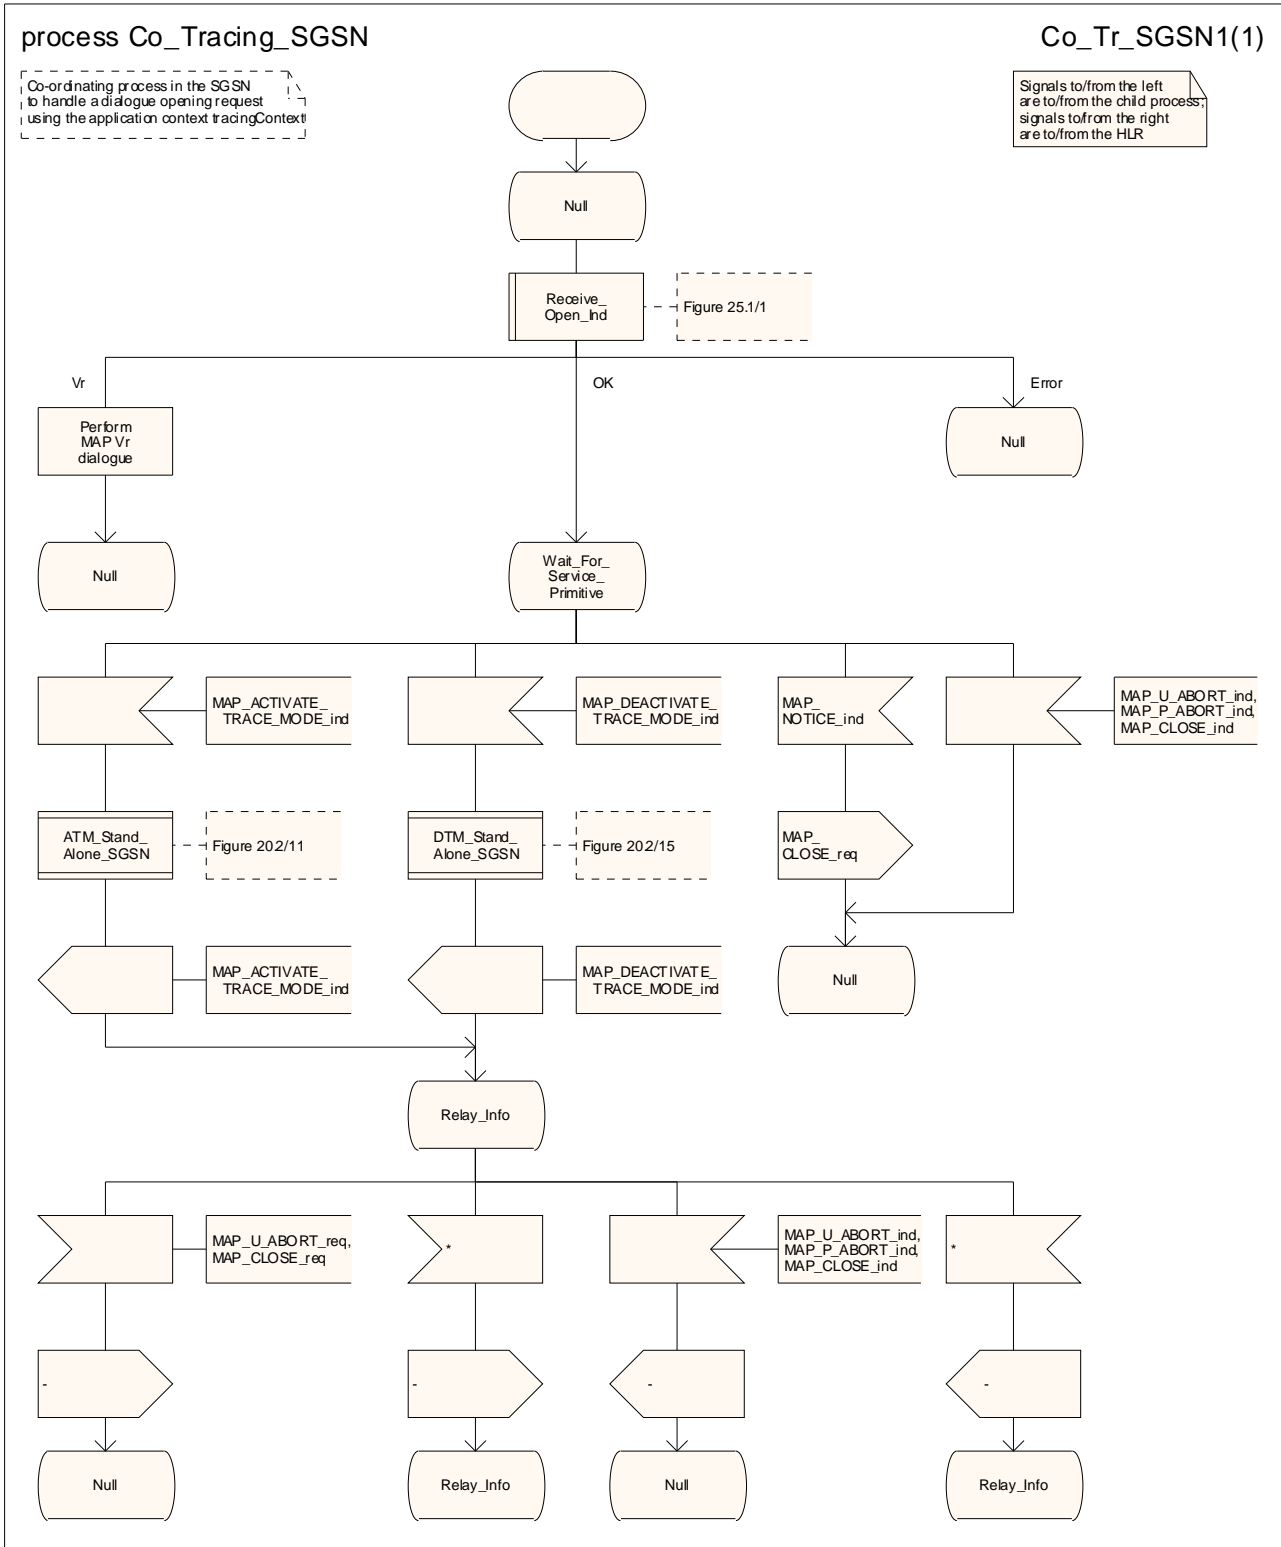 process Co_Tracing_SGSN
Co_Tr_SGSN1(1)
Co-ordinating process in the SGSN
to handle a dialogue opening request
using the application context tracingContext
Signals to/from the left
are to/from the child process;
signals to/from the right
are to/from the HLR
Null
Receive_
Open_Ind
Figure 25.1/1
Vr
OK
Error
Perform
MAP Vr
dialogue
Null
Null
Wait_For_
Service_
Primitive
MAP_ACTIVATE_
TRACE_MODE_ind
MAP_DEACTIVATE_
TRACE_MODE_ind
MAP_
NOTICE_ind
MAP_U_ABORT_ind,
MAP_P_ABORT_ind,
MAP_CLOSE_ind
ATM_Stand_
Alone_SGSN
Figure 20.2/11
DTM_Stand_
Alone_SGSN
Figure 20.2/15
MAP_
CLOSE_req
MAP_ACTIVATE_
TRACE_MODE_ind
MAP_DEACTIVATE_
TRACE_MODE_ind
Null
Relay_Info
MAP_U_ABORT_req,
MAP_CLOSE_req
*
MAP_U_ABORT_ind,
MAP_P_ABORT_ind,
MAP_CLOSE_ind
*
-
-
-
-
Null
Relay_Info
Null
Relay_Info